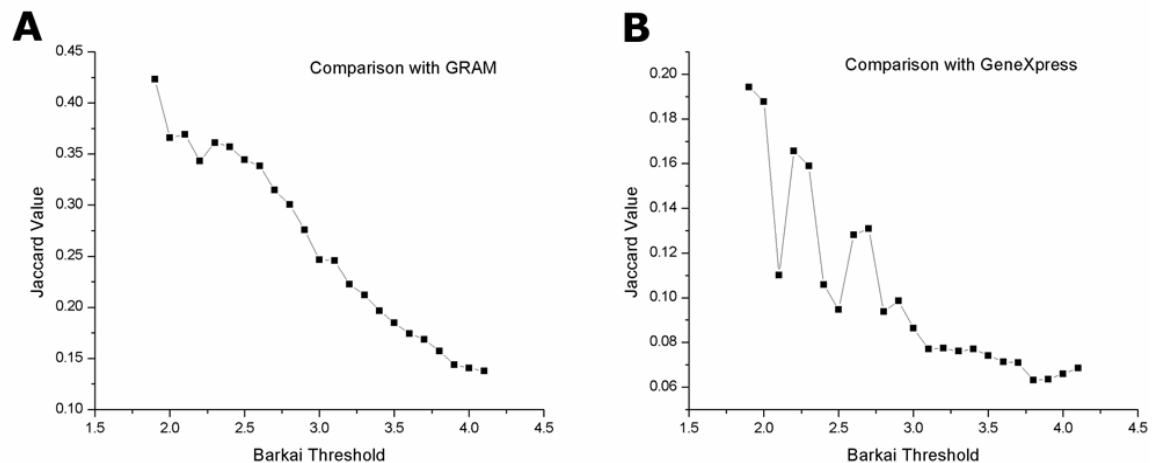 A
Comparison with GRAM
Jaccard Value
0.45
0.40
0.35
0.30
0.25
0.20
0.15
0.10
1.5 2.0 2.5 3.0 3.5 4.0 4.5
Barkai Threshold
B
Comparison with GeneXpress
Jaccard Value
0.20
0.18
0.16
0.14
0.12
0.10
0.08
0.06
1.5 2.0 2.5 3.0 3.5 4.0 4.5
Barkai Threshold